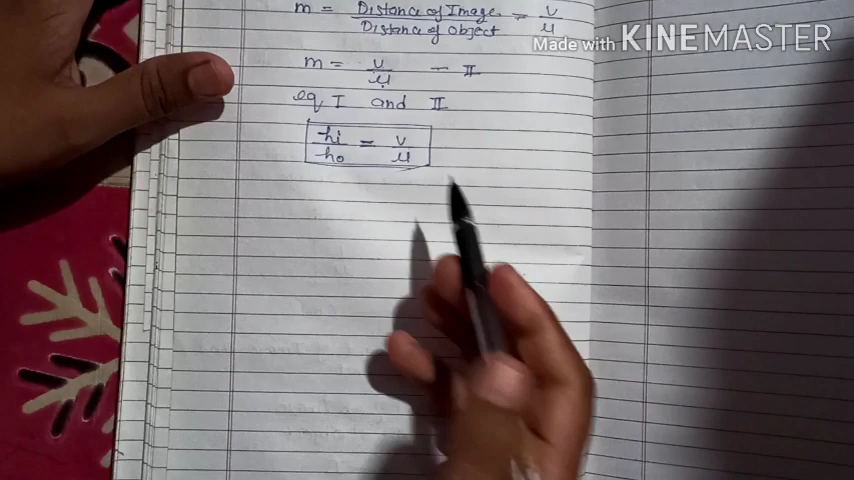 m = Distance of Image / Distance of Object = v/u
Made with KINEMASTER
m = v/u - II
eq I and II
hi/ho = v/u